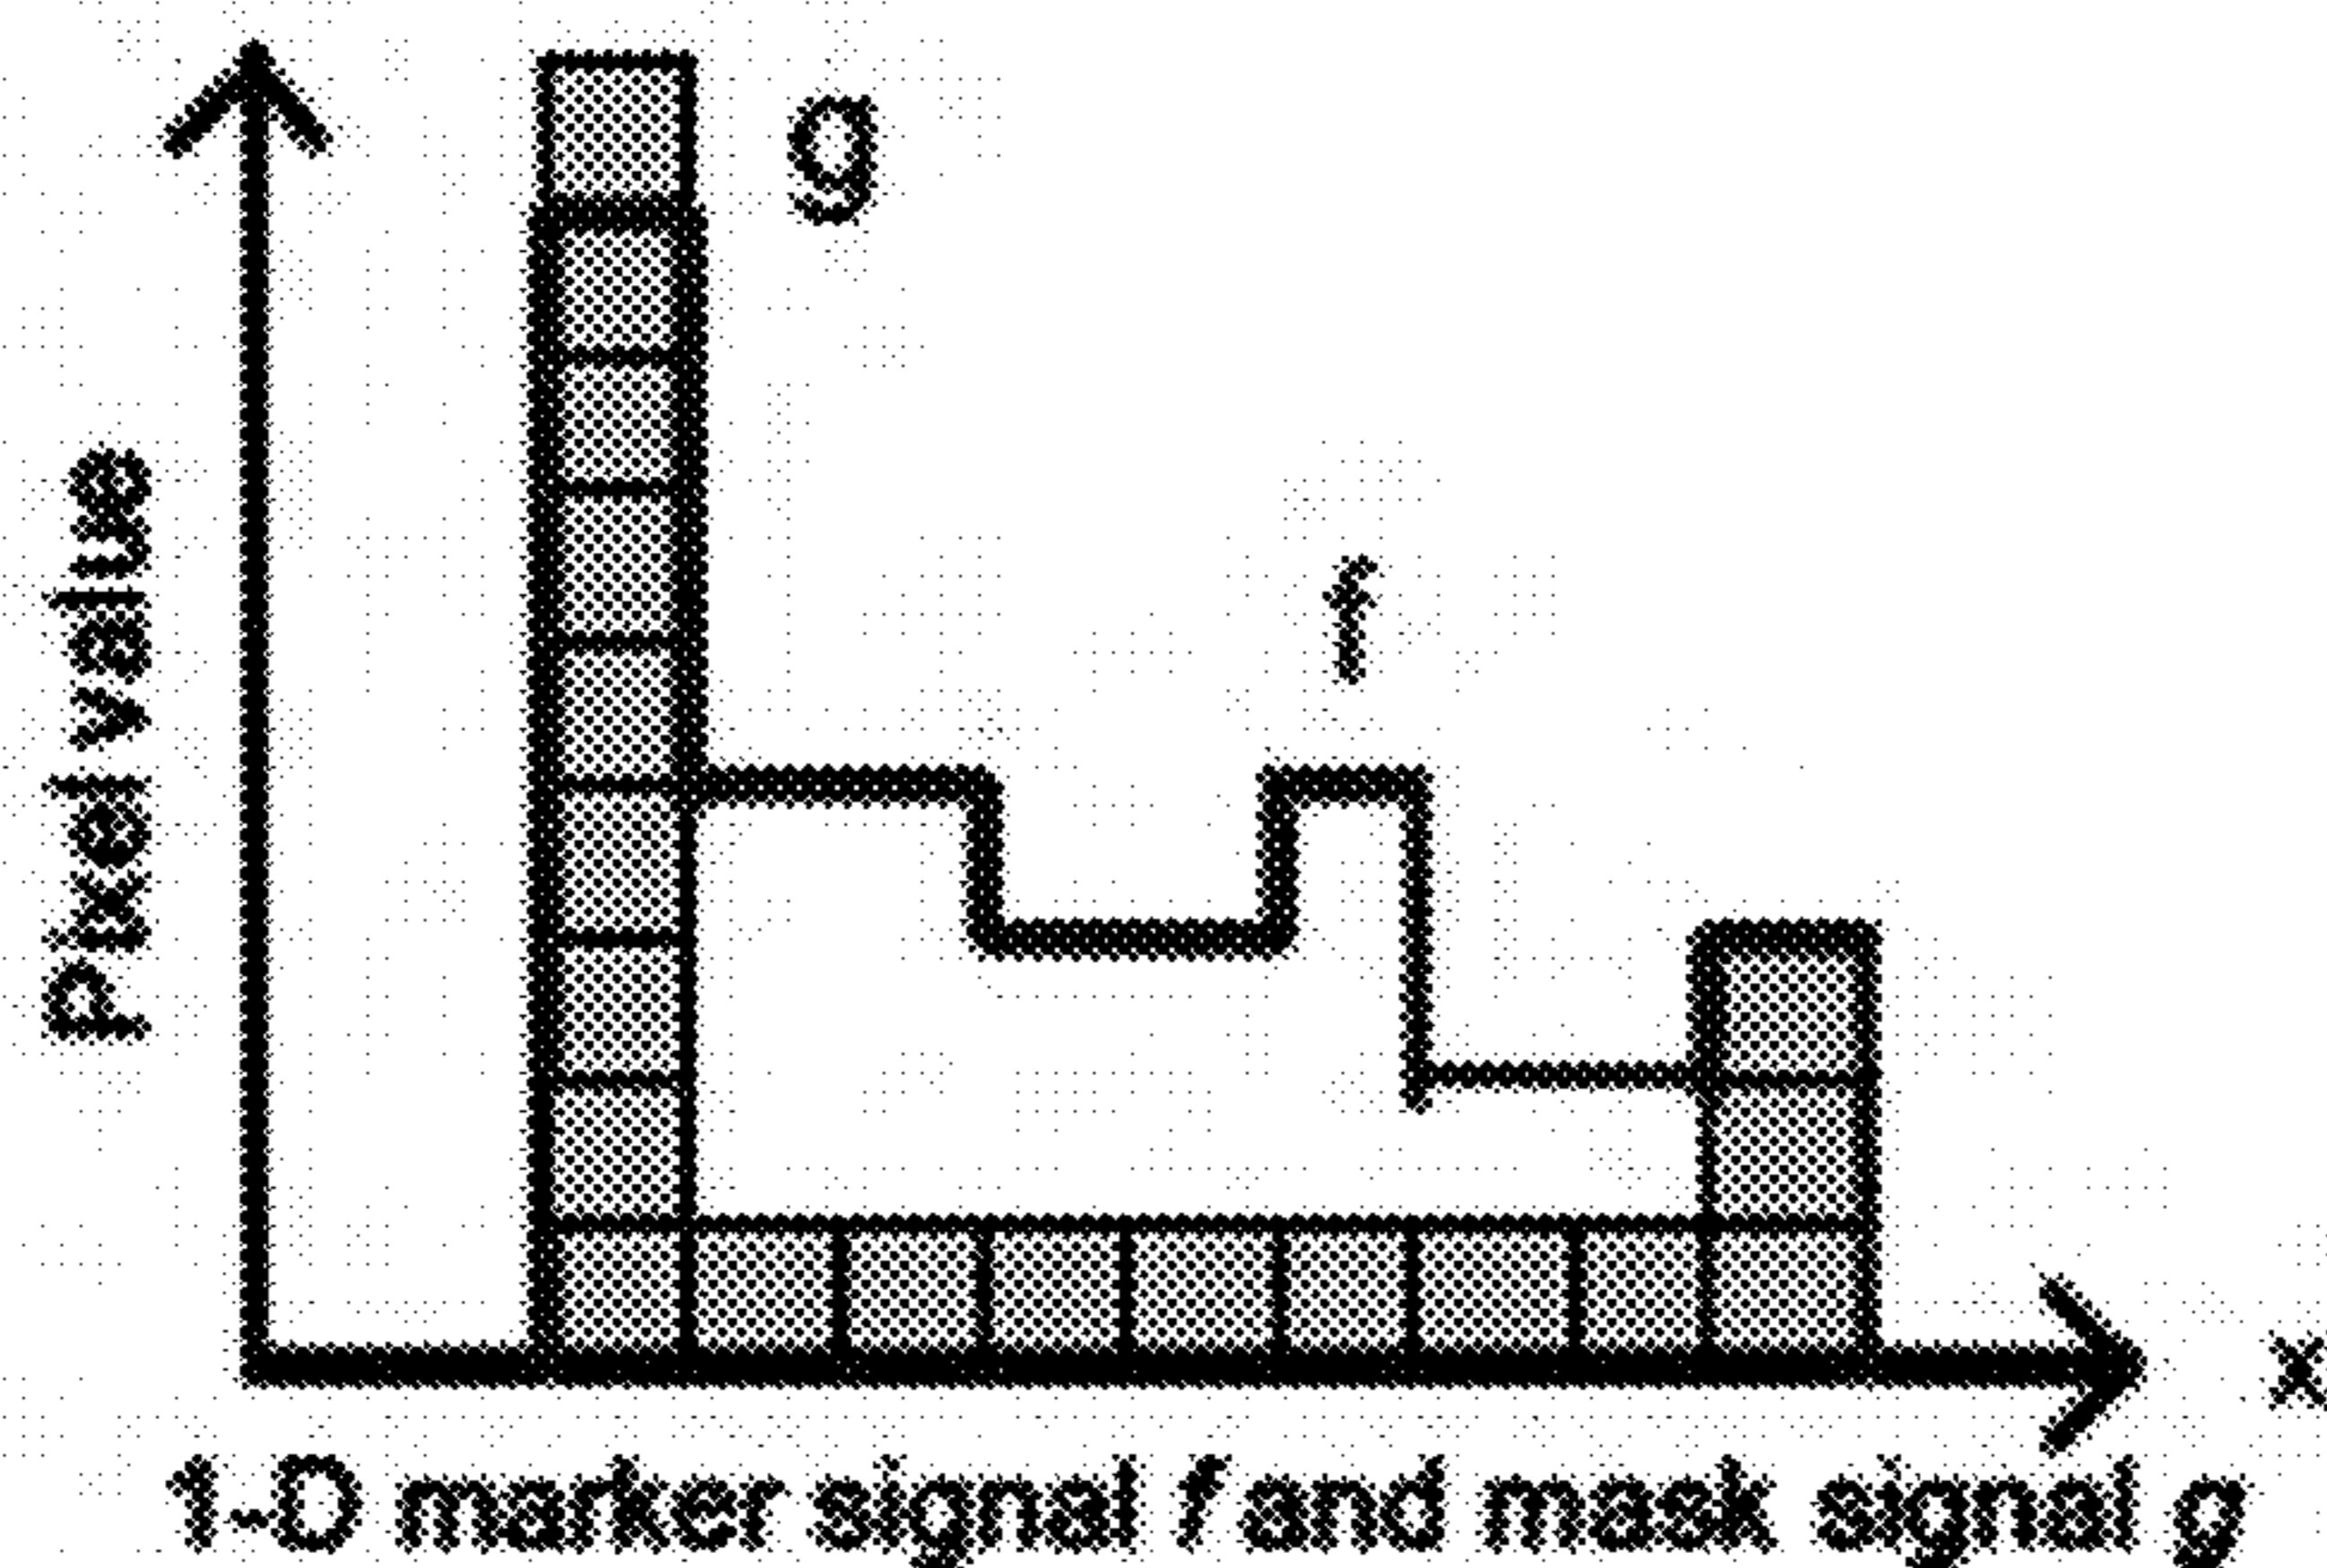 g
f
Pixel value
x
1-D marker signal f and mask signal g